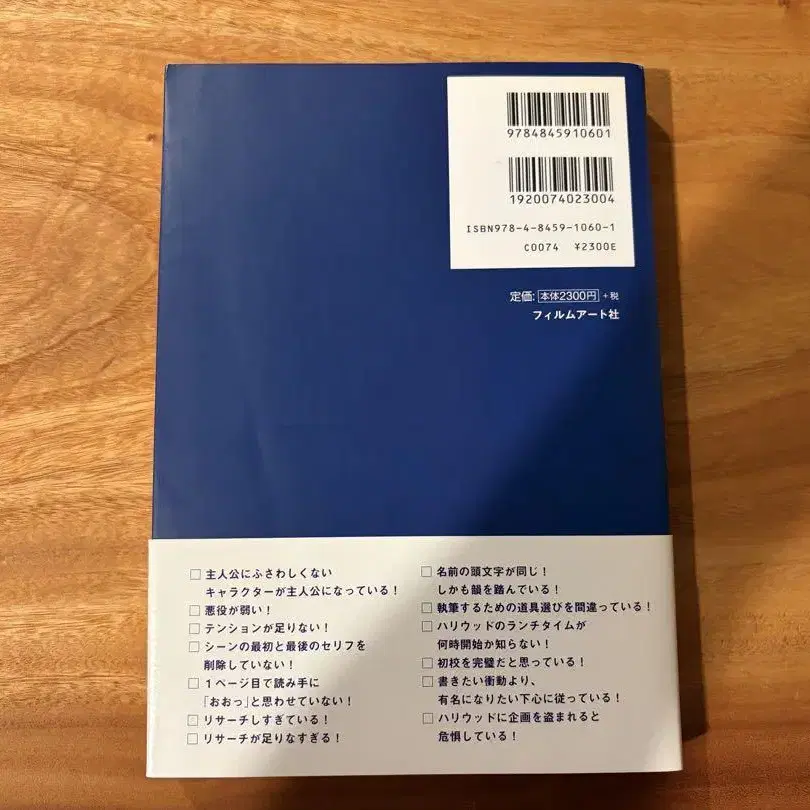 9784845910601
1920074023004
ISBN978-4-8459-1060-1
C0074 ¥2300E
定価: 本体2300円 +税
フィルムアート社
□ 主人公にふさわしくない
キャラクターが主人公になっている!
□ 悪役が弱い!
□ テンションが足りない!
□ シーンの最初と最後のセリフを
削除していない!
□ 1ページ目で読み手に
「おおっ」と思わせていない!
□ リサーチしすぎている!
□ リサーチが足りなすぎる!
□ 名前の頭文字が同じ!
しかも韻を踏んでいる!
□ 執筆するための道具選びを間違っている!
□ ハリウッドのランチタイムが
何時開始か知らない!
□ 初校を完璧だと思っている!
□ 書きたい衝動より、
有名になりたい下心に従っている!
□ ハリウッドに企画を盗まれると
危惧している!